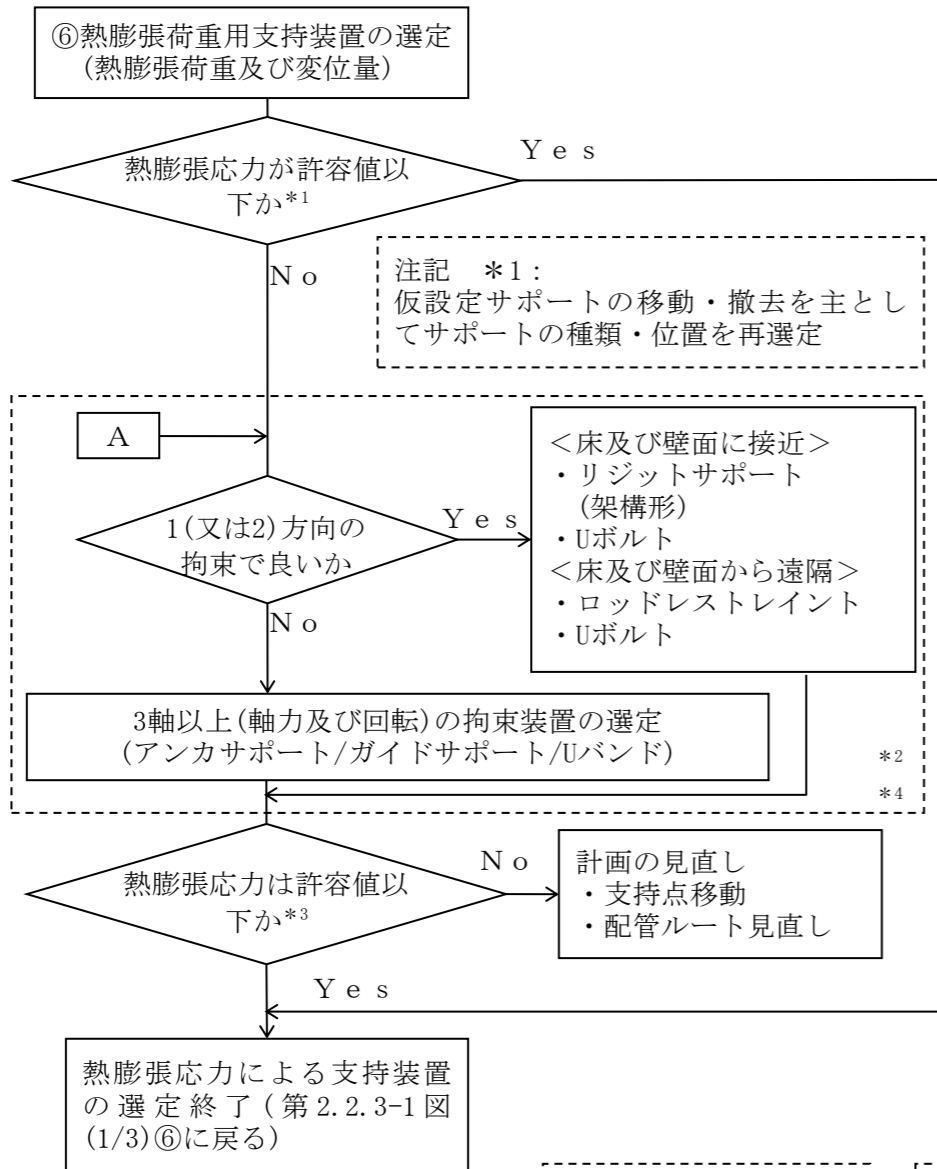 ⑥熱膨張荷重用支持装置の選定
(熱膨張荷重及び変位量)
Yes
熱膨張応力が許容値以
下か*1
No
注記 *1:
仮設定サポートの移動・撤去を主とし
てサポートの種類・位置を再選定
A
<床及び壁面に接近>
・リジットサポート
(架構形)
・Uボルト
<床及び壁面から遠隔>
・ロッドレストレイント
・Uボルト
Yes
1(又は2)方向の
拘束で良いか
No
3軸以上(軸力及び回転)の拘束装置の選定
(アンカサポート/ガイドサポート/Uバンド)
*2
*4
No
熱膨張応力は許容値以
下か*3
計画の見直し
・支持点移動
・配管ルート見直し
Yes
熱膨張応力による支持装置
の選定終了(第2.2.3-1図
(1/3)⑥に戻る)